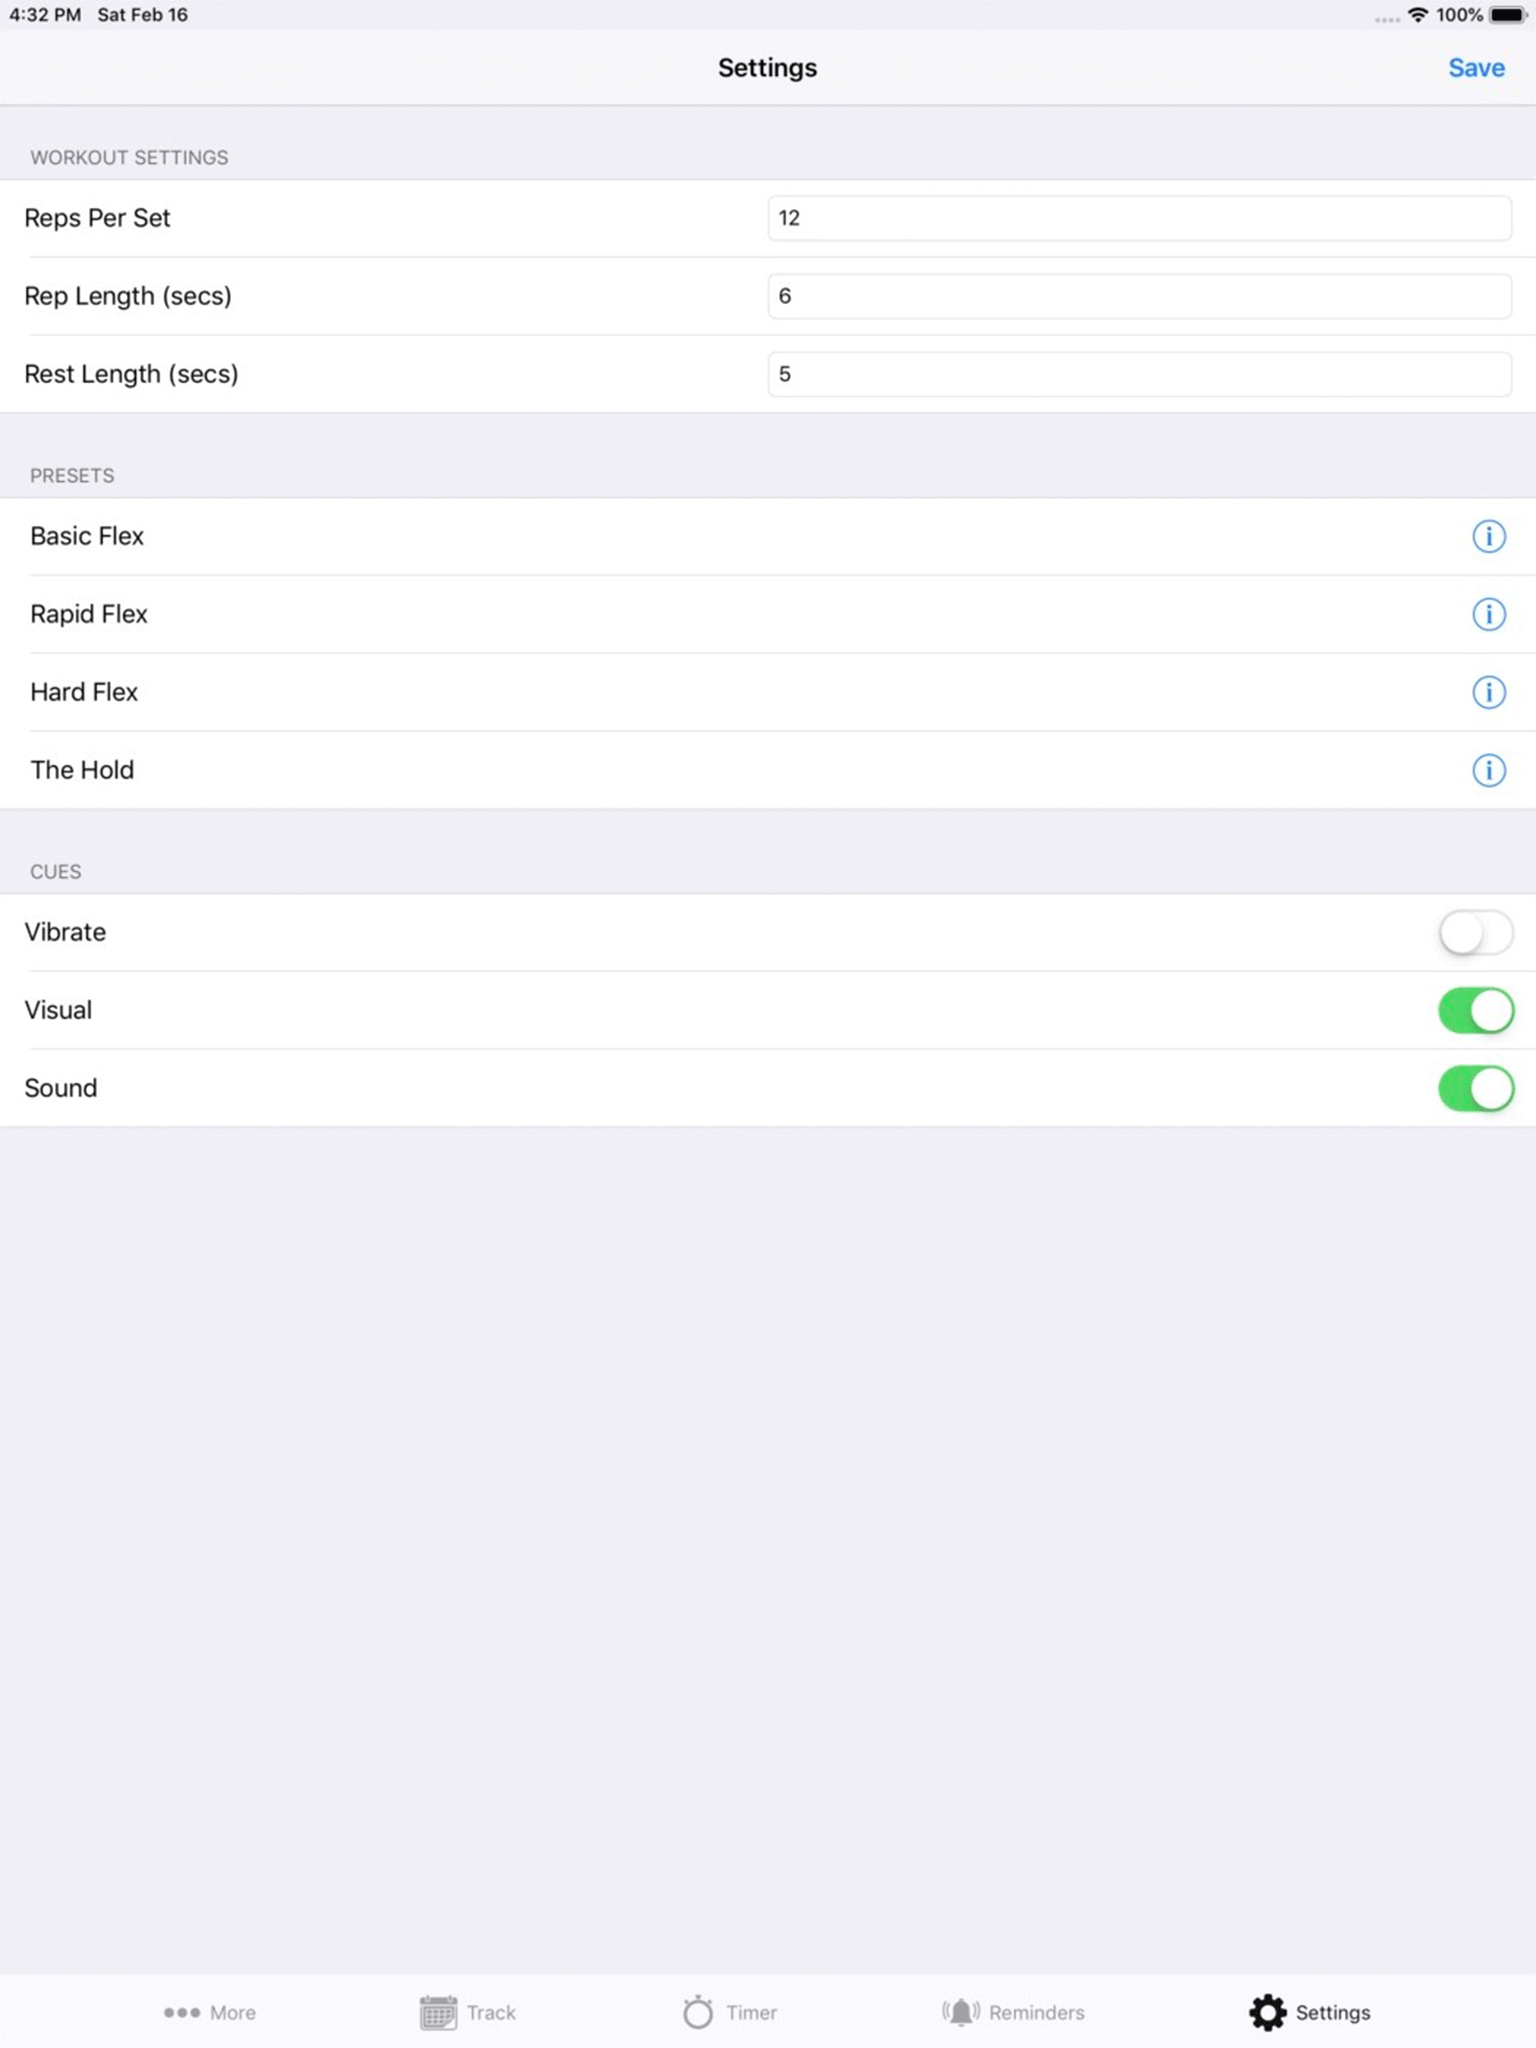 4:32 PM Sat Feb 16 100%
Settings Save
WORKOUT SETTINGS
Reps Per Set 12
Rep Length (secs) 6
Rest Length (secs) 5
PRESETS
Basic Flex
Rapid Flex
Hard Flex
The Hold
CUES
Vibrate
Visual
Sound
More Track Timer Reminders Settings